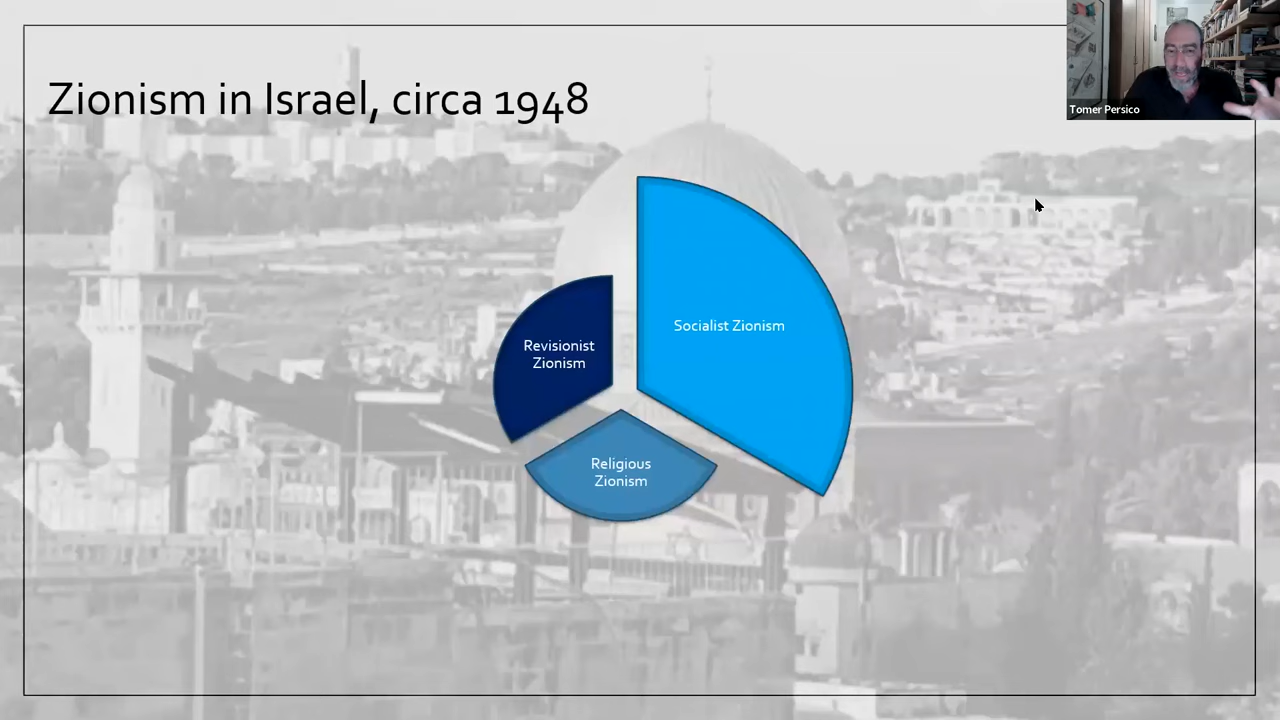 Zionism in Israel, circa 1948
Tomer Persico
Socialist Zionism
Revisionist
Zionism
Religious
Zionism